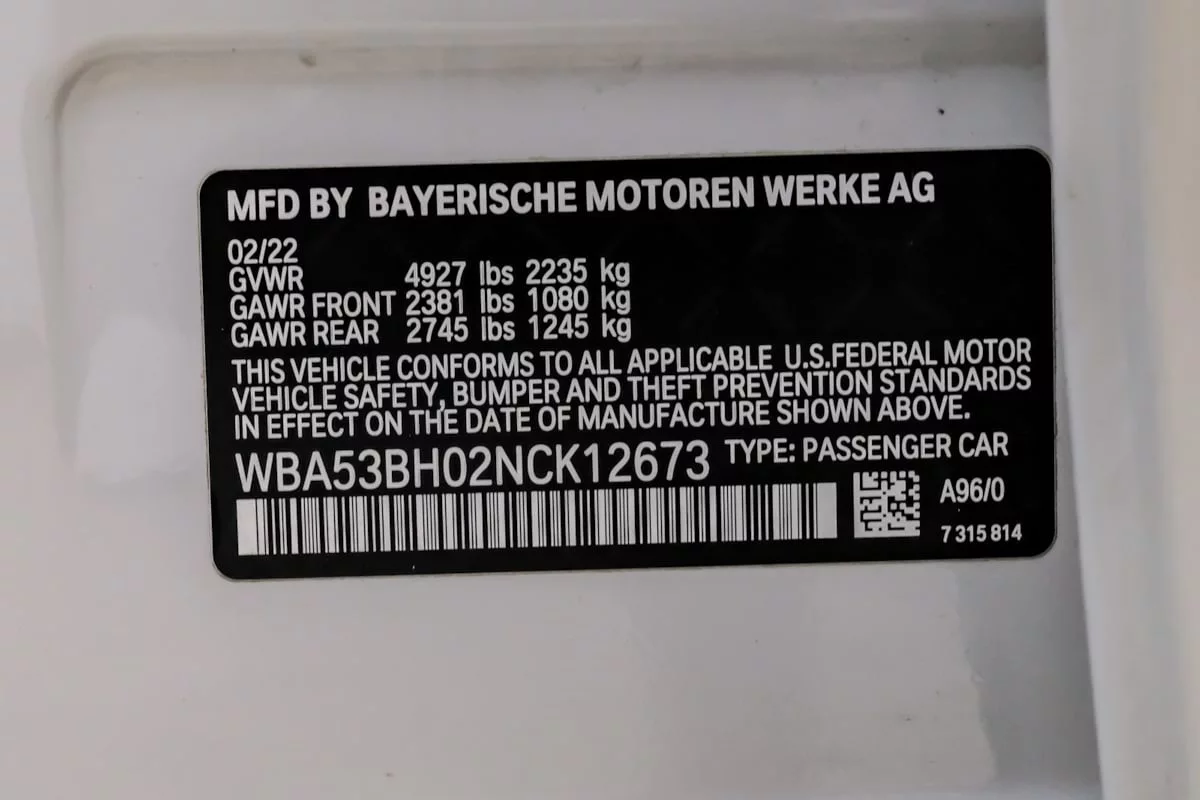 MFD BY BAYERISCHE MOTOREN WERKE AG
02/22
GVWR 4927 lbs 2235 kg
GAWR FRONT 2381 lbs 1080 kg
GAWR REAR 2745 lbs 1245 kg
THIS VEHICLE CONFORMS TO ALL APPLICABLE U.S.FEDERAL MOTOR
VEHICLE SAFETY, BUMPER AND THEFT PREVENTION STANDARDS
IN EFFECT ON THE DATE OF MANUFACTURE SHOWN ABOVE.
WBA53BH02NCK12673 TYPE: PASSENGER CAR
A96/0
7 315 814